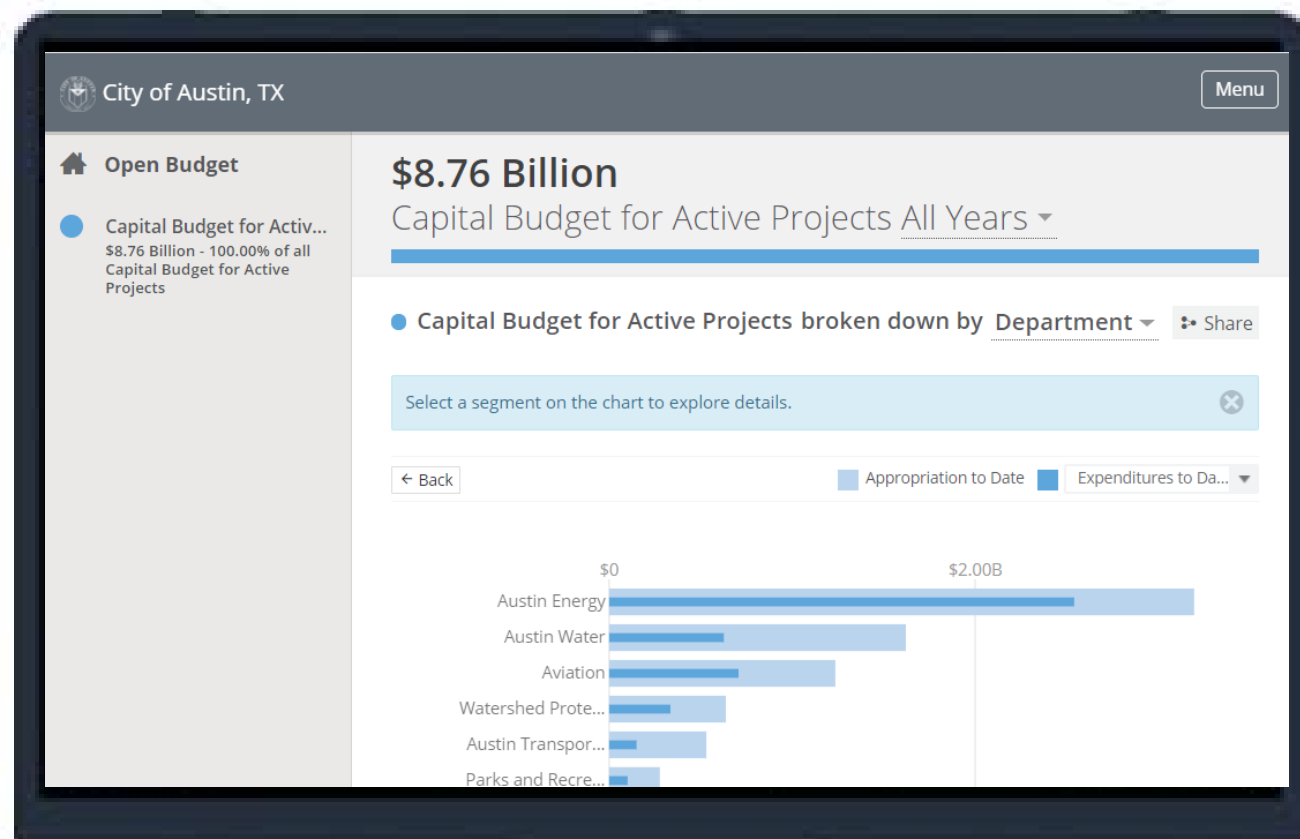 City of Austin, TX
Menu
Open Budget
Capital Budget for Activ...
$8.76 Billion - 100.00% of all
Capital Budget for Active
Projects
$8.76 Billion
Capital Budget for Active Projects All Years
Capital Budget for Active Projects broken down by Department
Share
Select a segment on the chart to explore details.
← Back
Appropriation to Date
Expenditures to Da...
$0
$2.00B
Austin Energy
Austin Water
Aviation
Watershed Prote...
Austin Transpor...
Parks and Recre...